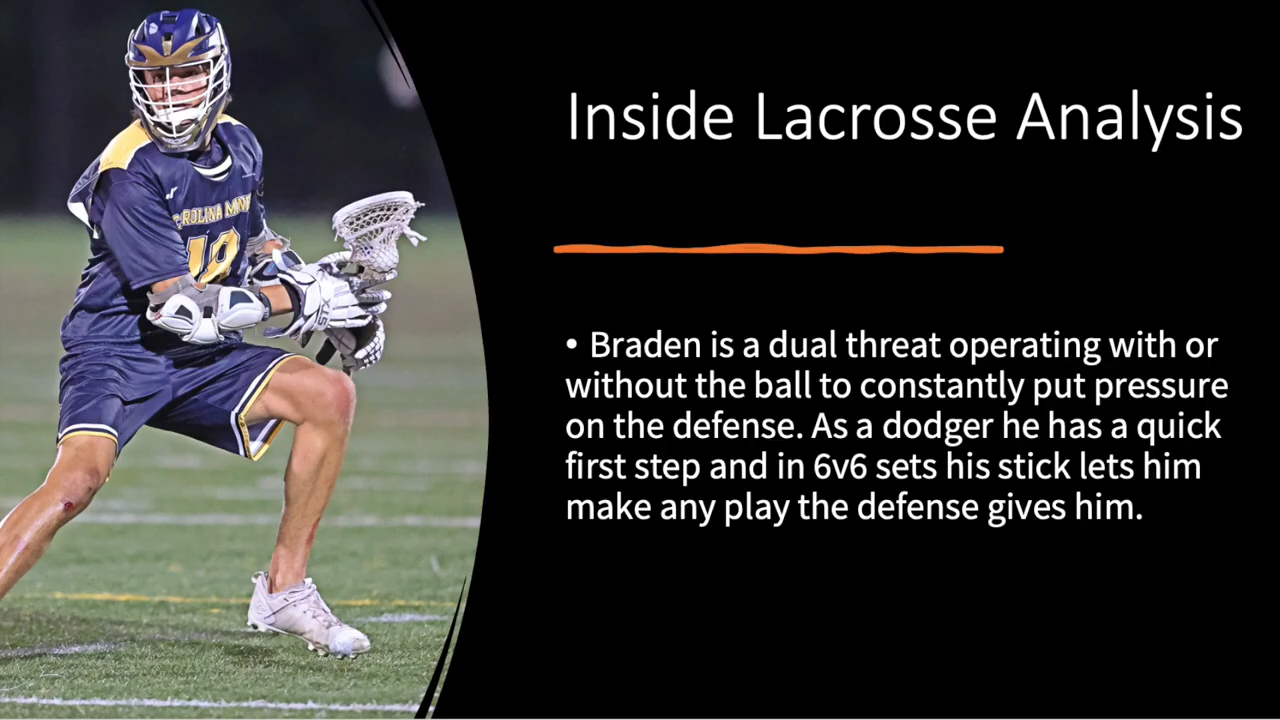 Inside Lacrosse Analysis
• Braden is a dual threat operating with or
without the ball to constantly put pressure
on the defense. As a dodger he has a quick
first step and in 6v6 sets his stick lets him
make any play the defense gives him.
STX